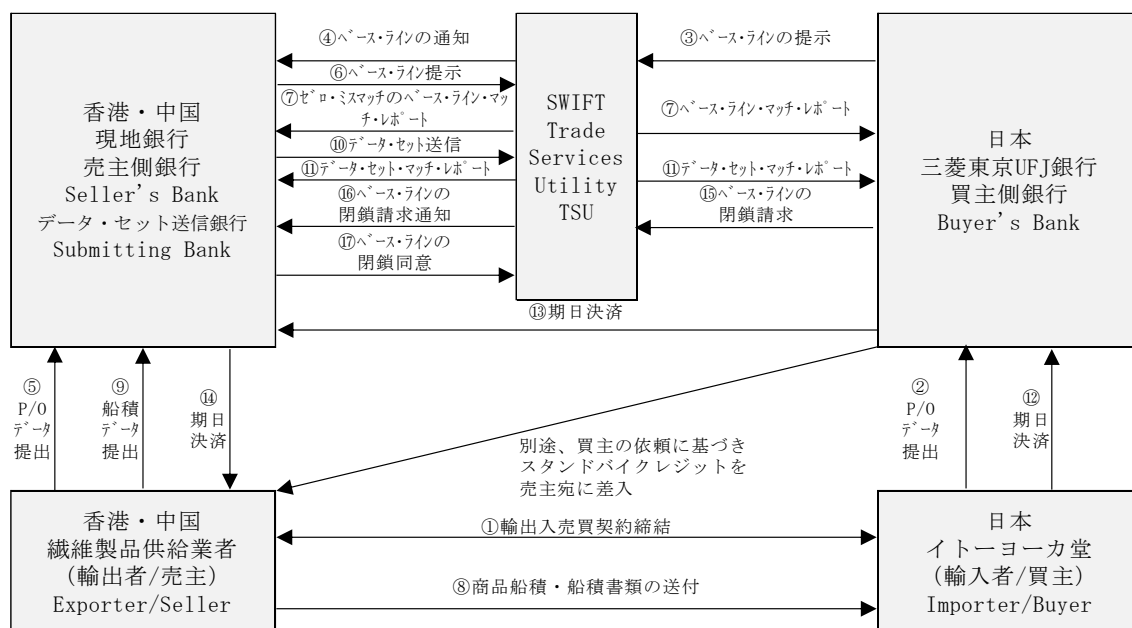 ④ﾍﾞｰｽ･ﾗｲﾝの通知
③ﾍﾞｰｽ･ﾗｲﾝの提示
⑥ﾍﾞｰｽ･ﾗｲﾝ提示
⑦ｾﾞﾛ･ﾐｽﾏｯﾁのﾍﾞｰｽ･ﾗｲﾝ･ﾏｯ
ﾁ･ﾚﾎﾟｰﾄ
⑦ﾍﾞｰｽ･ﾗｲﾝ･ﾏｯﾁ･ﾚﾎﾟｰﾄ
⑩ﾃﾞｰﾀ･ｾｯﾄ送信
⑪ﾃﾞｰﾀ･ｾｯﾄ･ﾏｯﾁ･ﾚﾎﾟｰﾄ
⑪ﾃﾞｰﾀ･ｾｯﾄ･ﾏｯﾁ･ﾚﾎﾟｰﾄ
⑯ﾍﾞｰｽ･ﾗｲﾝの
閉鎖請求通知
⑮ﾍﾞｰｽ･ﾗｲﾝの
閉鎖請求
⑰ﾍﾞｰｽ･ﾗｲﾝの
閉鎖同意
香港・中国
現地銀行
売主側銀行
Seller's Bank
データ・セット送信銀行
Submitting Bank
SWIFT
Trade
Services
Utility
TSU
日本
三菱東京UFJ銀行
買主側銀行
Buyer's Bank
⑬期日決済
⑤
P/O
ﾃﾞｰﾀ
提出
⑨
船積
ﾃﾞｰﾀ
提出
⑭
期日
決済
②
P/O
ﾃﾞｰﾀ
提出
⑫
期日
決済
別途、買主の依頼に基づき
スタンドバイクレジットを
売主宛に差入
香港・中国
繊維製品供給業者
(輸出者/売主)
Exporter/Seller
①輸出入売買契約締結
⑧商品船積・船積書類の送付
日本
イトーヨーカ堂
(輸入者/買主)
Importer/Buyer